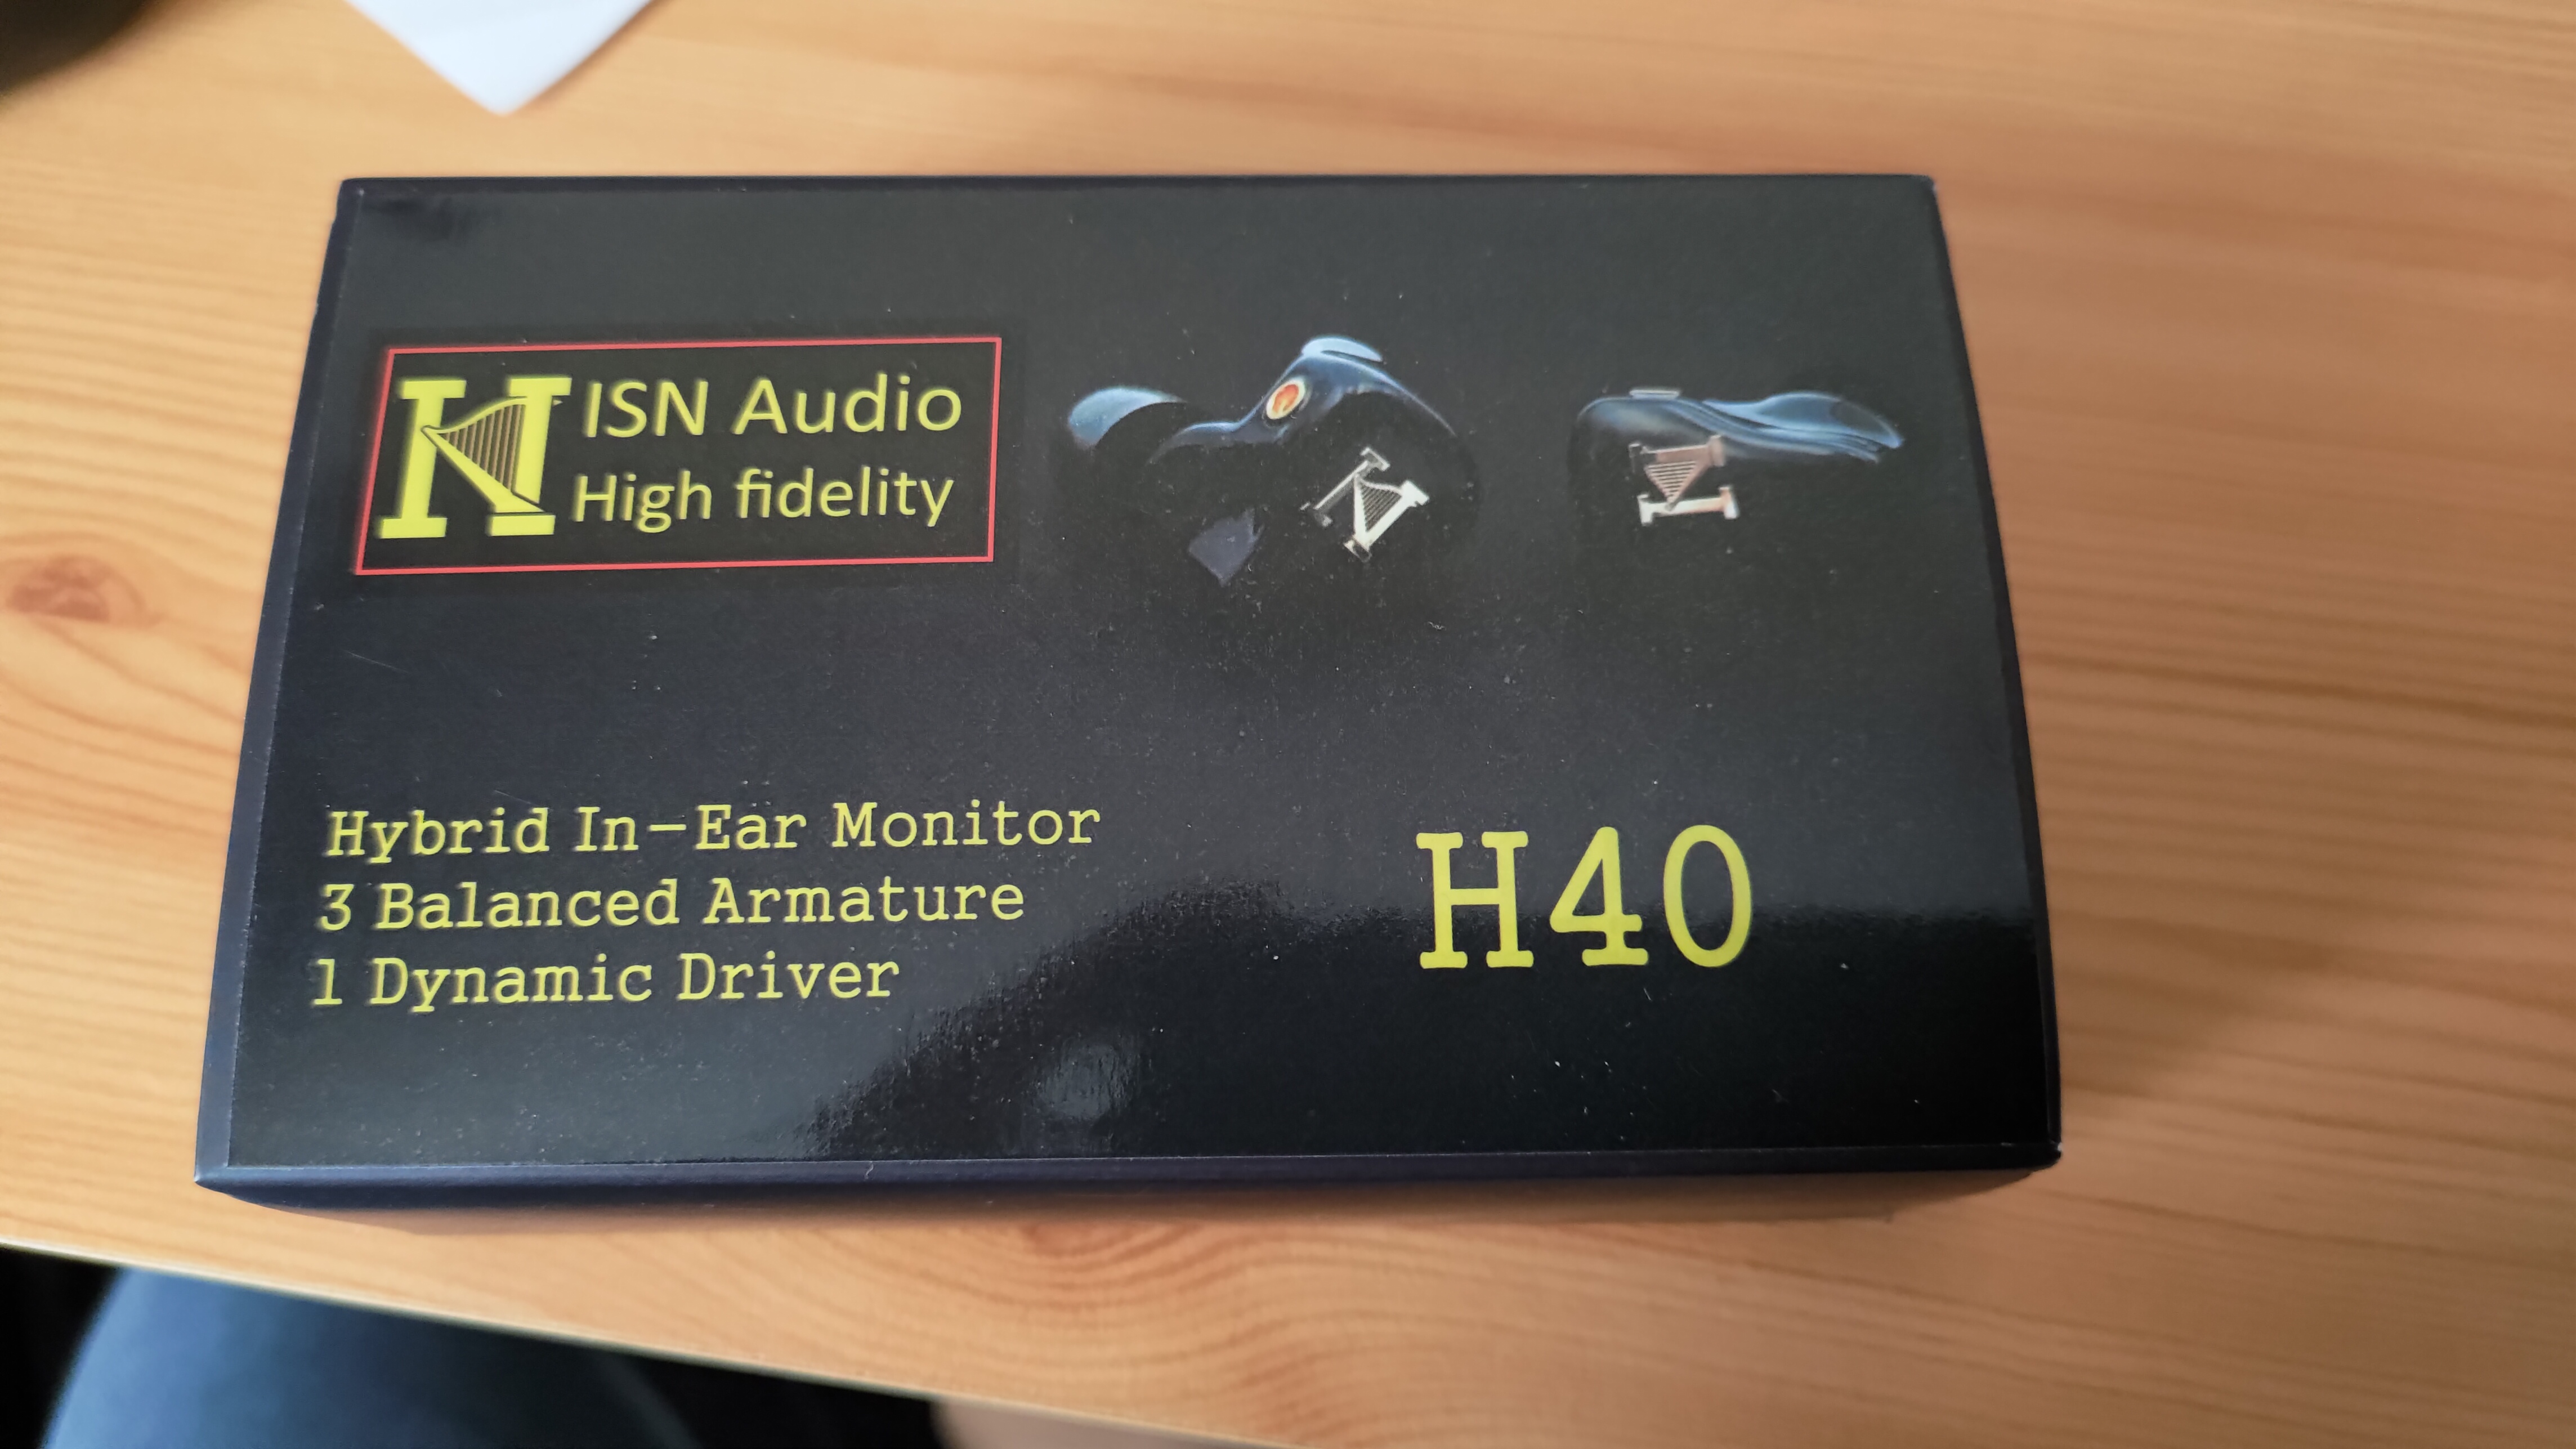 ISN Audio
High fidelity
Hybrid In-Ear Monitor
3 Balanced Armature
1 Dynamic Driver
H40